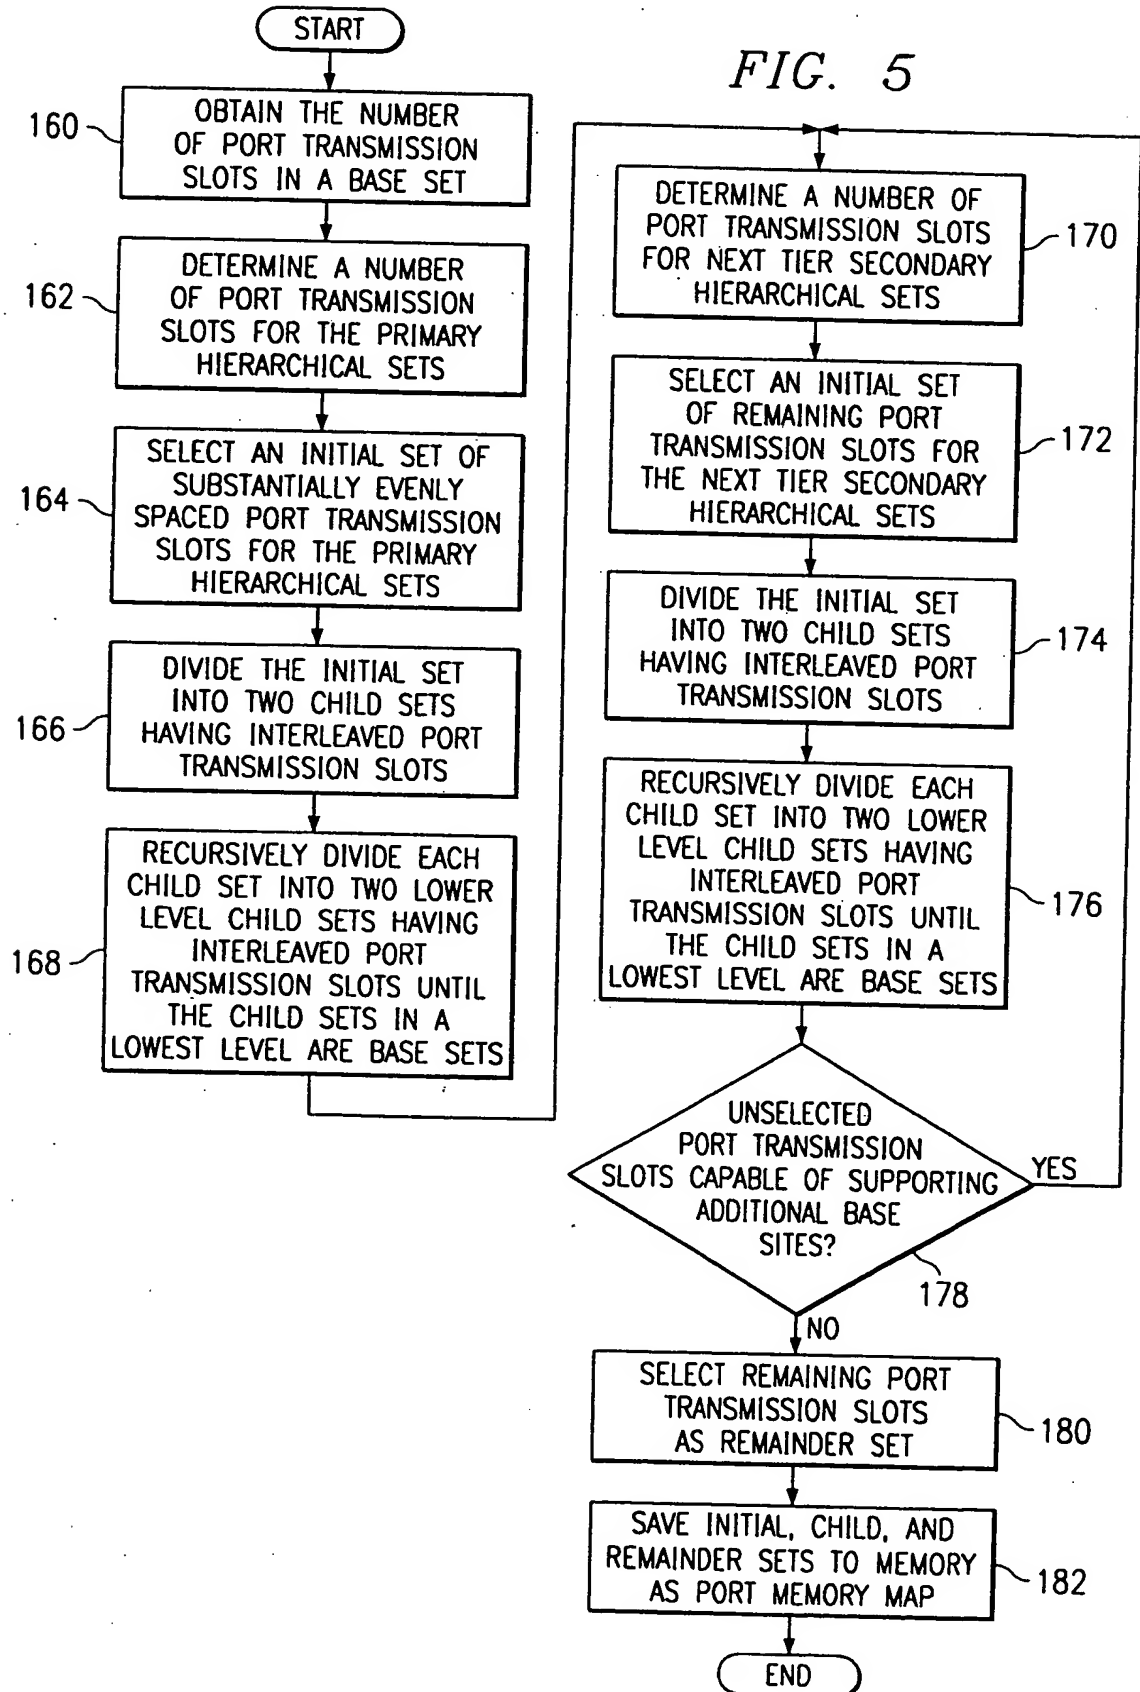 FIG. 5
START
160
OBTAIN THE NUMBER
OF PORT TRANSMISSION
SLOTS IN A BASE SET
162
DETERMINE A NUMBER
OF PORT TRANSMISSION
SLOTS FOR THE PRIMARY
HIERARCHICAL SETS
164
SELECT AN INITIAL SET OF
SUBSTANTIALLY EVENLY
SPACED PORT TRANSMISSION
SLOTS FOR THE PRIMARY
HIERARCHICAL SETS
166
DIVIDE THE INITIAL SET
INTO TWO CHILD SETS
HAVING INTERLEAVED PORT
TRANSMISSION SLOTS
168
RECURSIVELY DIVIDE EACH
CHILD SET INTO TWO LOWER
LEVEL CHILD SETS HAVING
INTERLEAVED PORT
TRANSMISSION SLOTS UNTIL
THE CHILD SETS IN A
LOWEST LEVEL ARE BASE SETS
DETERMINE A NUMBER OF
PORT TRANSMISSION SLOTS
FOR NEXT TIER SECONDARY
HIERARCHICAL SETS
170
SELECT AN INITIAL SET
OF REMAINING PORT
TRANSMISSION SLOTS FOR
THE NEXT TIER SECONDARY
HIERARCHICAL SETS
172
DIVIDE THE INITIAL SET
INTO TWO CHILD SETS
HAVING INTERLEAVED PORT
TRANSMISSION SLOTS
174
RECURSIVELY DIVIDE EACH
CHILD SET INTO TWO LOWER
LEVEL CHILD SETS HAVING
INTERLEAVED PORT
TRANSMISSION SLOTS UNTIL
THE CHILD SETS IN A
LOWEST LEVEL ARE BASE SETS
176
UNSELECTED
PORT TRANSMISSION
SLOTS CAPABLE OF SUPPORTING
ADDITIONAL BASE
SITES?
YES
178
NO
SELECT REMAINING PORT
TRANSMISSION SLOTS
AS REMAINDER SET
180
SAVE INITIAL, CHILD, AND
REMAINDER SETS TO MEMORY
AS PORT MEMORY MAP
182
END